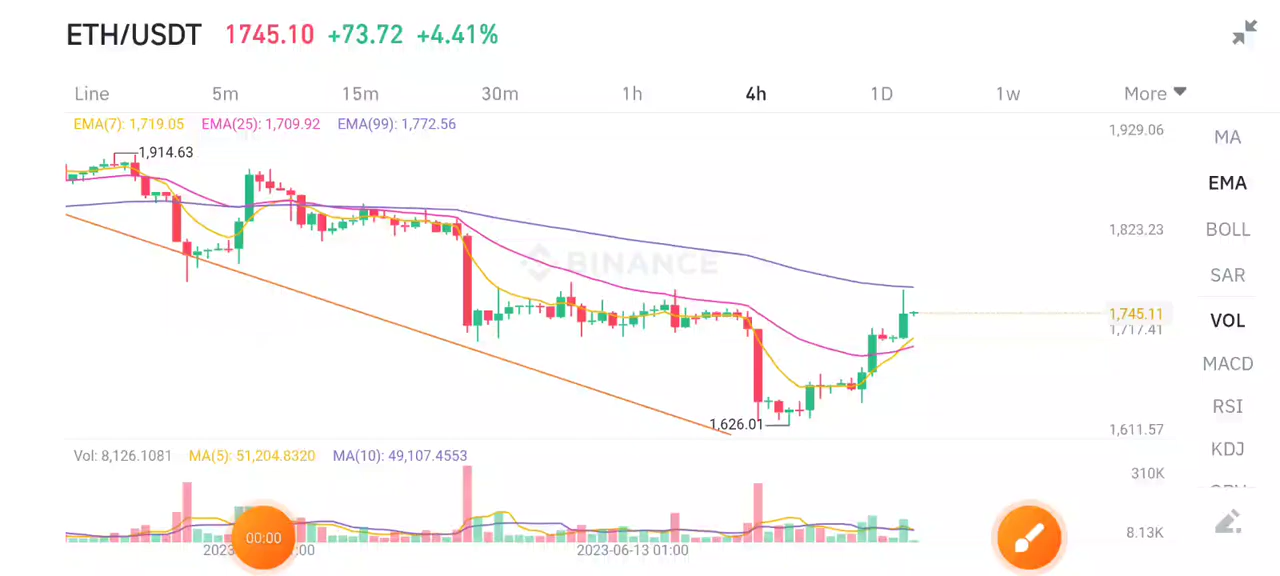 ETH/USDT 1745.10 +73.72 +4.41%
Line 5m 15m 30m 1h 4h 1D 1w More
EMA(7): 1,719.05 EMA(25): 1,709.92 EMA(99): 1,772.56
1,929.06
MA
1,914.63
EMA
1,823.23
BOLL
BINANCE
SAR
1,745.11
1,717.41
VOL
MACD
RSI
1,626.01
1,611.57
KDJ
Vol: 8,126.1081 MA(5): 51,204.8320 MA(10): 49,107.4553
310K
8.13K
00:00
2023-06-13 01:00